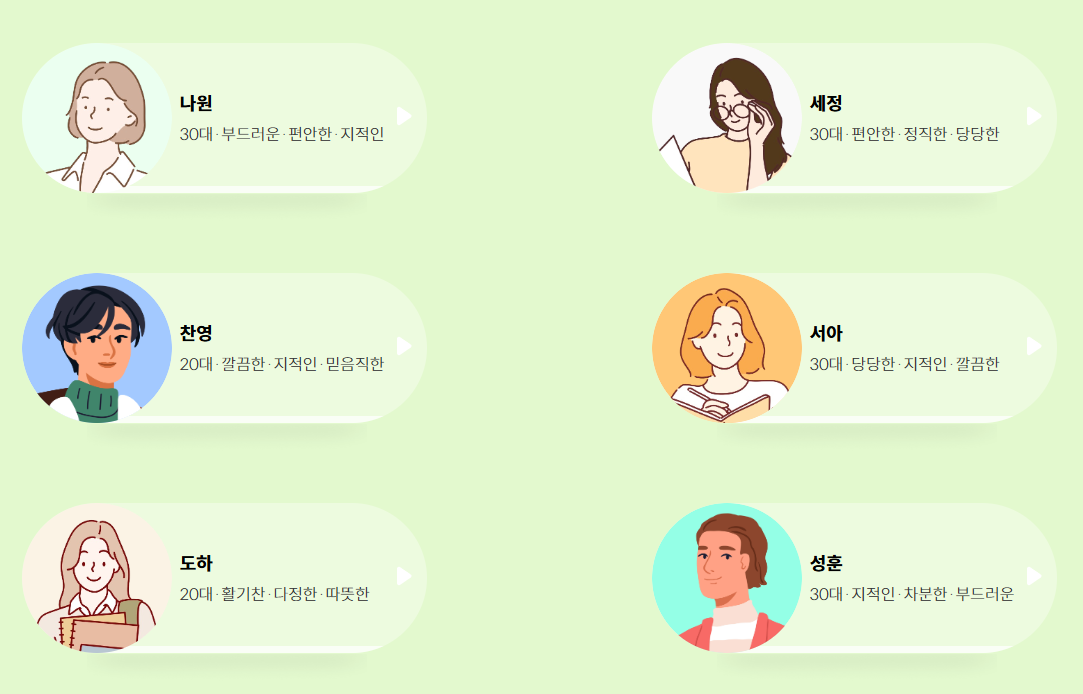 나원
30대·부드러운·편안한·지적인
세정
30대·편안한·정직한·당당한
찬영
20대·깔끔한·지적인·믿음직한
서아
30대·당당한·지적인·깔끔한
도하
20대·활기찬·다정한·따뜻한
성훈
30대·지적인·차분한·부드러운